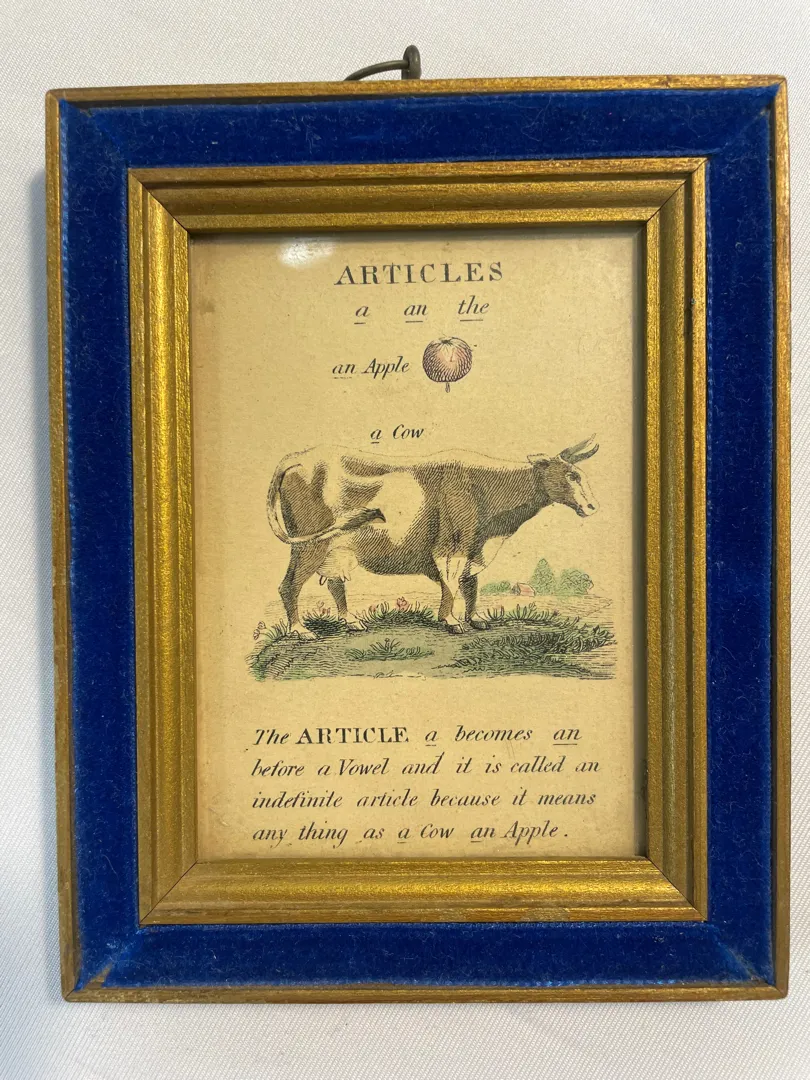 ARTICLES
a an the
an Apple
a Cow
The ARTICLE a becomes an
before a Vowel and it is called an
indefinite article because it means
any thing as a Cow an Apple.